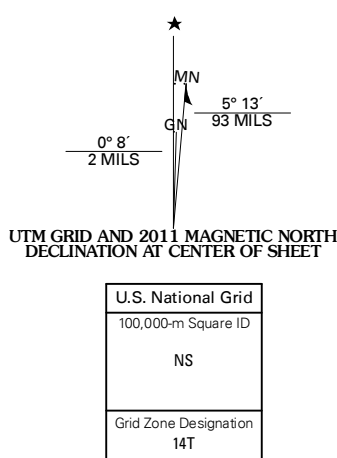 MN
5° 13´
93 MILS
GN
0° 8´
2 MILS
UTM GRID AND 2011 MAGNETIC NORTH
DECLINATION AT CENTER OF SHEET
U.S. National Grid
100,000-m Square ID
NS
Grid Zone Designation
14T